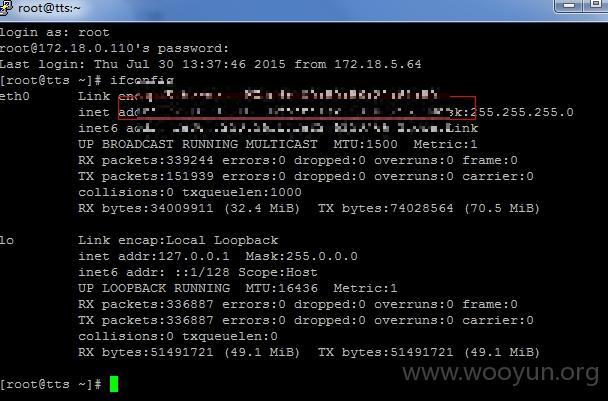 root@tts:~
login as: root
root@172.18.0.110's password:
Last login: Thu Jul 30 13:37:46 2015 from 172.18.5.64
[root@tts ~]# ifconfig
eth0 Link
inet :255.255.255.0
inet6 Link
UP BROADCAST RUNNING MULTICAST MTU:1500 Metric:1
RX packets:339244 errors:0 dropped:0 overruns:0 frame:0
TX packets:151939 errors:0 dropped:0 overruns:0 carrier:0
collisions:0 txqueuelen:1000
RX bytes:34009911 (32.4 MiB) TX bytes:74028564 (70.5 MiB)
lo Link encap:Local Loopback
inet addr:127.0.0.1 Mask:255.0.0.0
inet6 addr: ::1/128 Scope:Host
UP LOOPBACK RUNNING MTU:16436 Metric:1
RX packets:336887 errors:0 dropped:0 overruns:0 frame:0
TX packets:336887 errors:0 dropped:0 overruns:0 carrier:0
collisions:0 txqueuelen:0
RX bytes:51491721 (49.1 MiB) TX bytes:51491721 (49.1 MiB)
[root@tts ~]#
www.wooyun.org